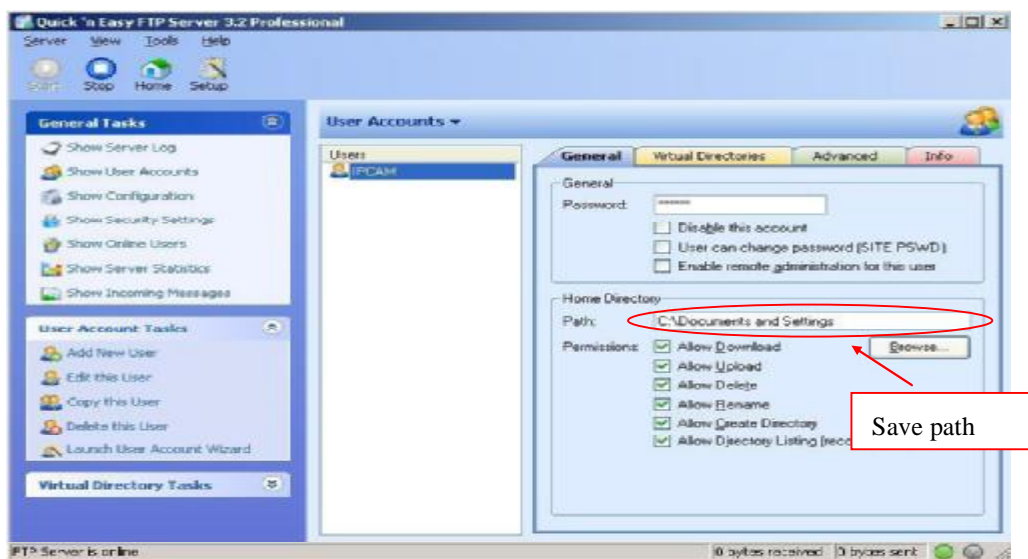 Quick 'n Easy FTP Server 3.2 Professional
Server View Tools Help
Start Stop Home Setup
General Tasks
Show Server Log
Show User Accounts
Show Configuration
Show Security Settings
Show Online Users
Show Server Statistics
Show Incoming Messages
User Account Tasks
Add New User
Edit this User
Copy this User
Delete this User
Launch User Account Wizard
Virtual Directory Tasks
User Accounts
Users
IPCAM
General Virtual Directories Advanced Info
General
Password: ******
Disable this account
User can change password (SITE PSWD)
Enable remote administration for this user
Home Directory
Path: C:\Documents and Settings
Permissions: Allow Download Browse...
Allow Upload
Allow Delete
Allow Rename
Allow Create Directory
Allow Directory Listing (reco
Save path
FTP Server is online 0 bytes received 0 bytes sent